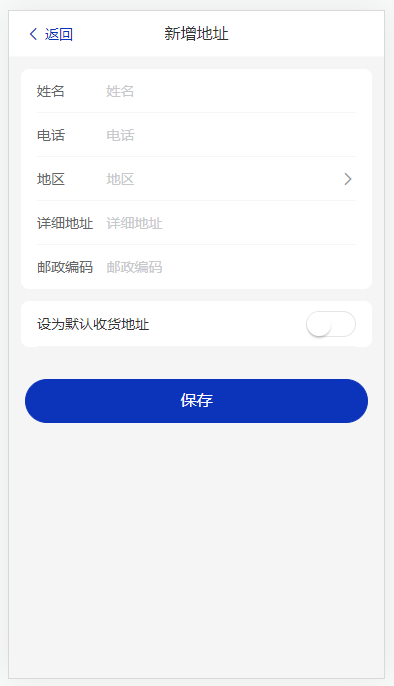 返回 新增地址
姓名 姓名
电话 电话
地区 地区
详细地址 详细地址
邮政编码 邮政编码
设为默认收货地址
保存